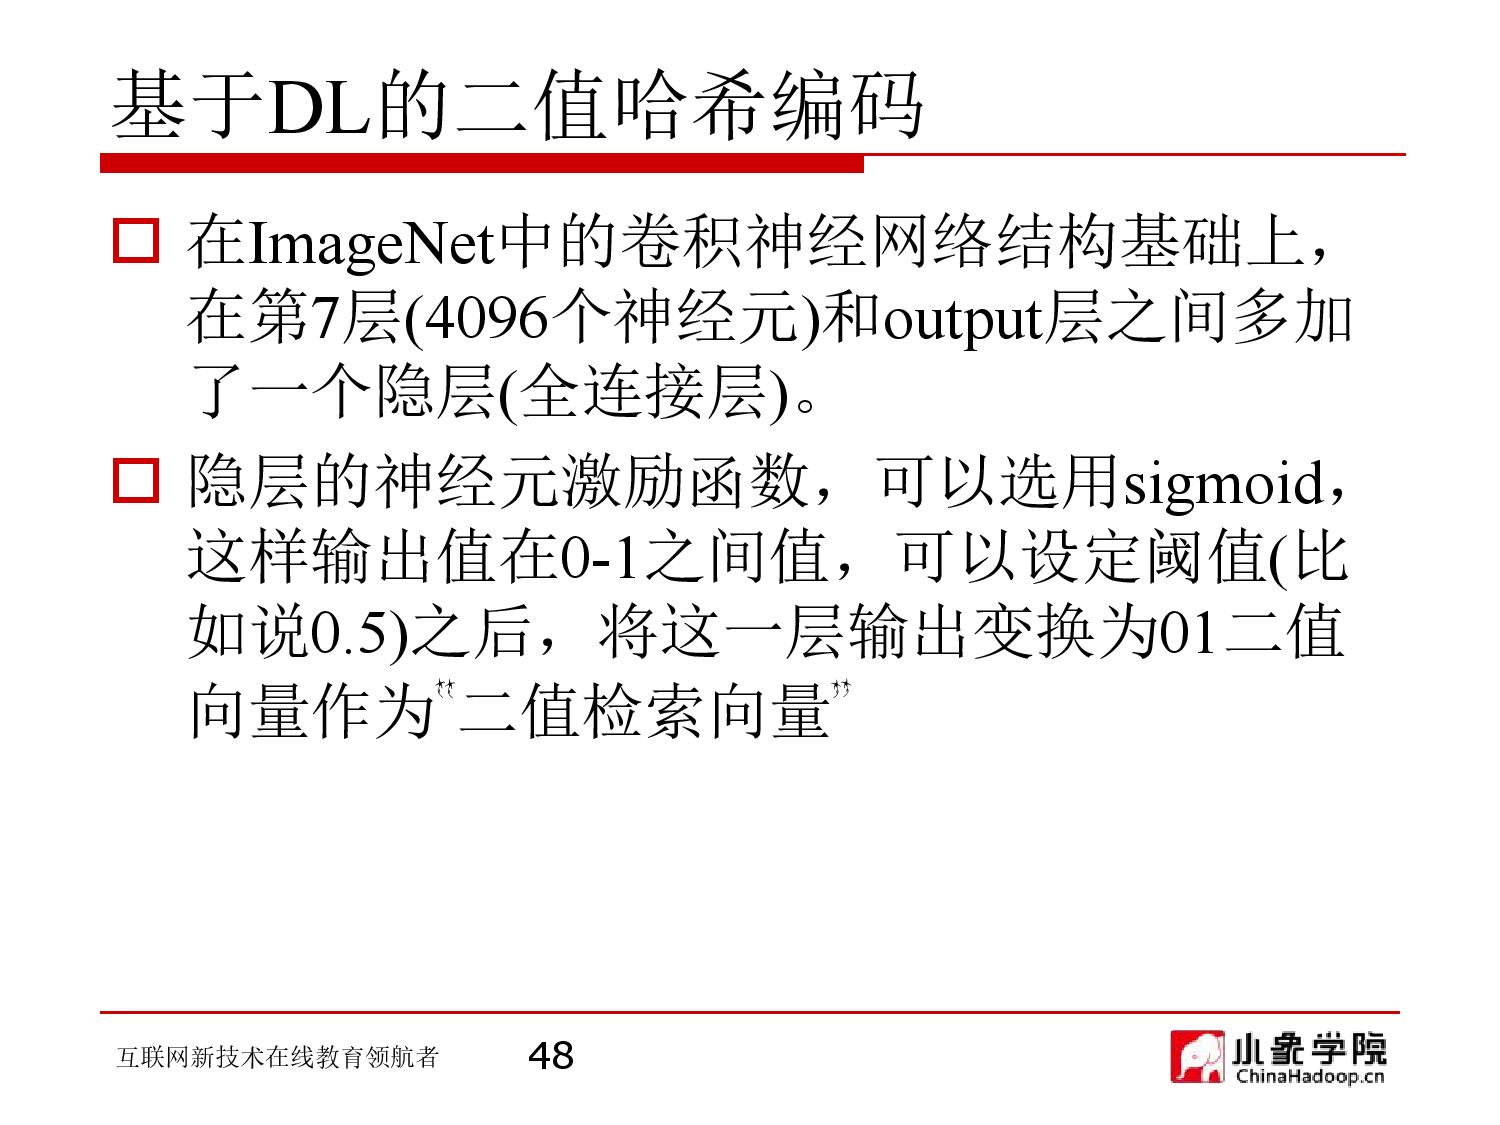 基于DL的二值哈希编码
在ImageNet中的卷积神经网络结构基础上，
在第7层(4096个神经元)和output层之间多加
了一个隐层(全连接层)。
隐层的神经元激励函数，可以选用sigmoid，
这样输出值在0-1之间值，可以设定阈值(比
如说0.5)之后，将这一层输出变换为01二值
向量作为“二值检索向量”
互联网新技术在线教育领航者
48
小象学院
ChinaHadoop.cn